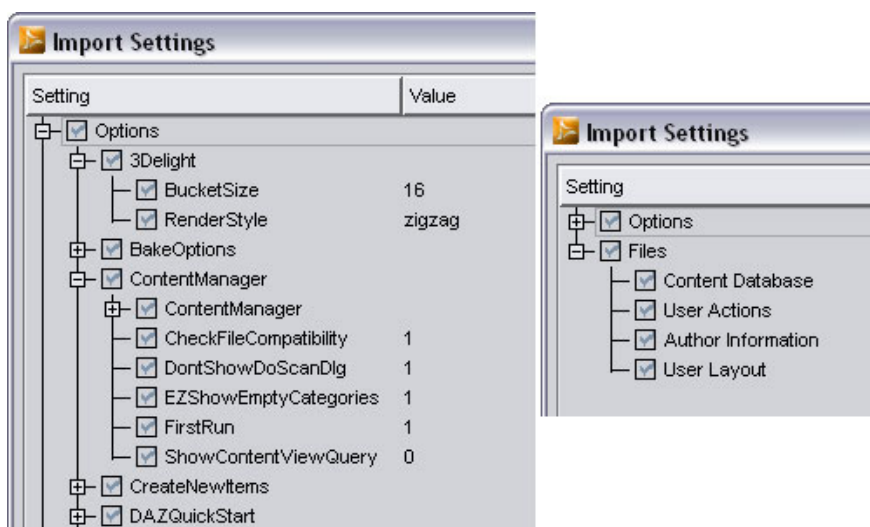 Import Settings
Setting Value
Options
3Delight
BucketSize 16
RenderStyle zigzag
BakeOptions
ContentManager
ContentManager
CheckFileCompatibility 1
DontShowDoScanDlg 1
EZShowEmptyCategories 1
FirstRun 1
ShowContentViewQuery 0
CreateNewItems
DAZQuickStart
Import Settings
Setting
Options
Files
Content Database
User Actions
Author Information
User Layout